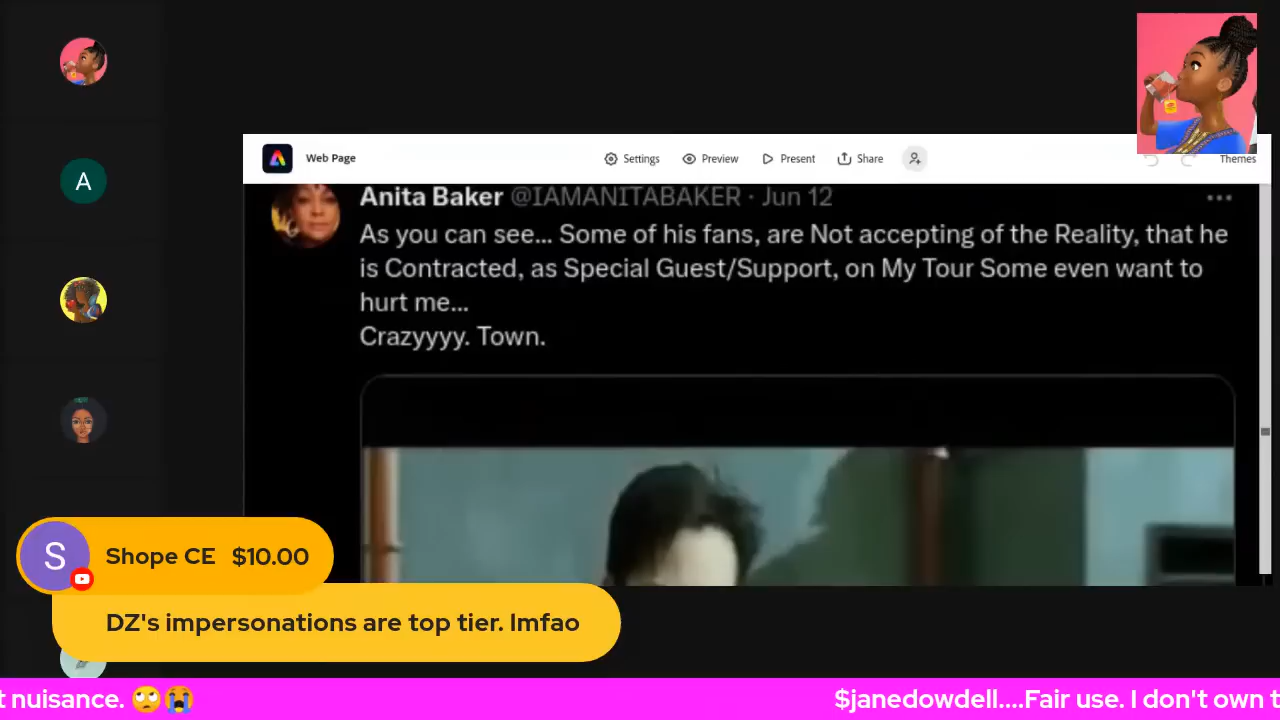 Web Page
Settings
Preview
Present
Share
Themes
A
Anita Baker @IAMANITABAKER · Jun 12
As you can see... Some of his fans, are Not accepting of the Reality, that he
is Contracted, as Special Guest/Support, on My Tour Some even want to
hurt me...
Crazyyyy. Town.
S
Shope CE $10.00
DZ's impersonations are top tier. lmfao
t nuisance. 🙄😭
$janedowdell....Fair use. I don't own t